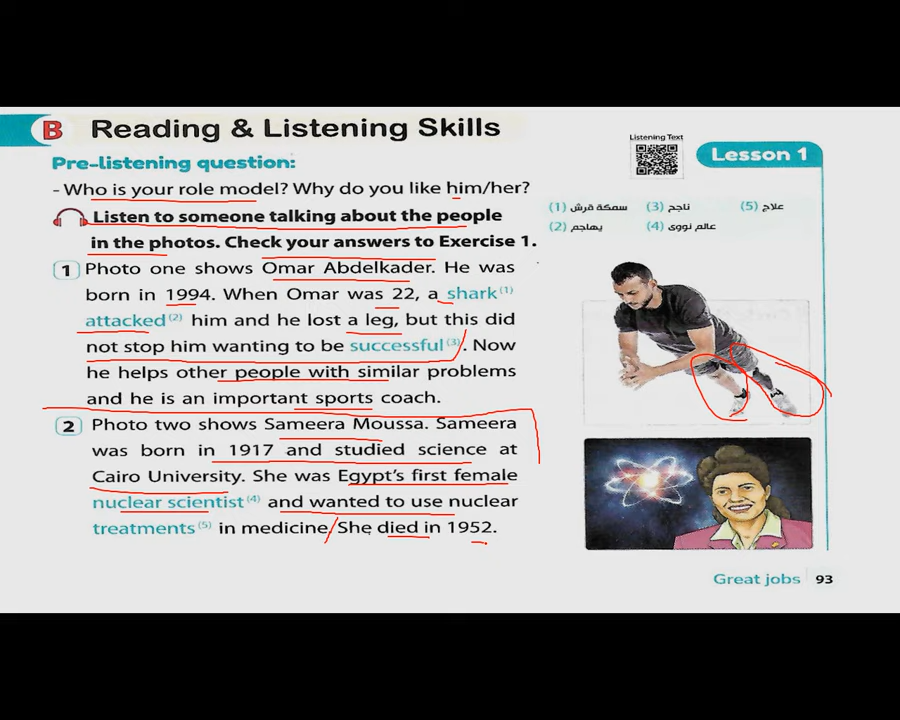 B Reading & Listening Skills
Pre-listening question:
- Who is your role model? Why do you like him/her?
Listen to someone talking about the people
in the photos. Check your answers to Exercise 1.
1 Photo one shows Omar Abdelkader. He was
born in 1994. When Omar was 22, a shark(1)
attacked(2) him and he lost a leg, but this did
not stop him wanting to be successful(3). Now
he helps other people with similar problems
and he is an important sports coach.
2 Photo two shows Sameera Moussa. Sameera
was born in 1917 and studied science at
Cairo University. She was Egypt's first female
nuclear scientist(4) and wanted to use nuclear
treatments(5) in medicine. She died in 1952.
Listening Text
Lesson 1
(1) سمكة قرش (3) ناجح (5) علاج
(2) يهاجم (4) عالم نووى
Great jobs 93